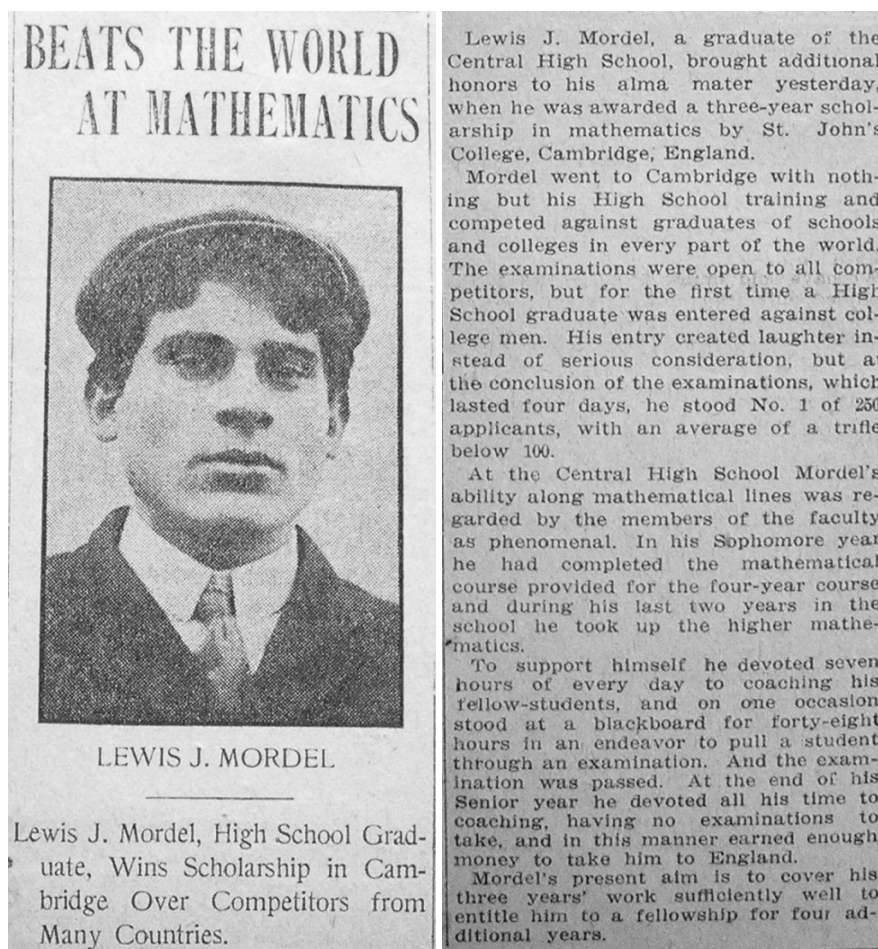 BEATS THE WORLD
AT MATHEMATICS
LEWIS J. MORDEL
Lewis J. Mordel, High School Grad-
uate, Wins Scholarship in Cam-
bridge Over Competitors from
Many Countries.
Lewis J. Mordel, a graduate of the
Central High School, brought additional
honors to his alma mater yesterday,
when he was awarded a three-year schol-
arship in mathematics by St. John's
College, Cambridge, England.
Mordel went to Cambridge with noth-
ing but his High School training and
competed against graduates of schools
and colleges in every part of the world.
The examinations were open to all com-
petitors, but for the first time a High
School graduate was entered against col-
lege men. His entry created laughter in-
stead of serious consideration, but at
the conclusion of the examinations, which
lasted four days, he stood No. 1 of 250
applicants, with an average of a trifle
below 100.
At the Central High School Mordel's
ability along mathematical lines was re-
garded by the members of the faculty
as phenomenal. In his Sophomore year
he had completed the mathematical
course provided for the four-year course
and during his last two years in the
school he took up the higher mathe-
matics.
To support himself he devoted seven
hours of every day to coaching his
fellow-students, and on one occasion
stood at a blackboard for forty-eight
hours in an endeavor to pull a student
through an examination. And the exam-
ination was passed. At the end of his
Senior year he devoted all his time to
coaching, having no examinations to
take, and in this manner earned enough
money to take him to England.
Mordel's present aim is to cover his
three years' work sufficiently well to
entitle him to a fellowship for four ad-
ditional years.